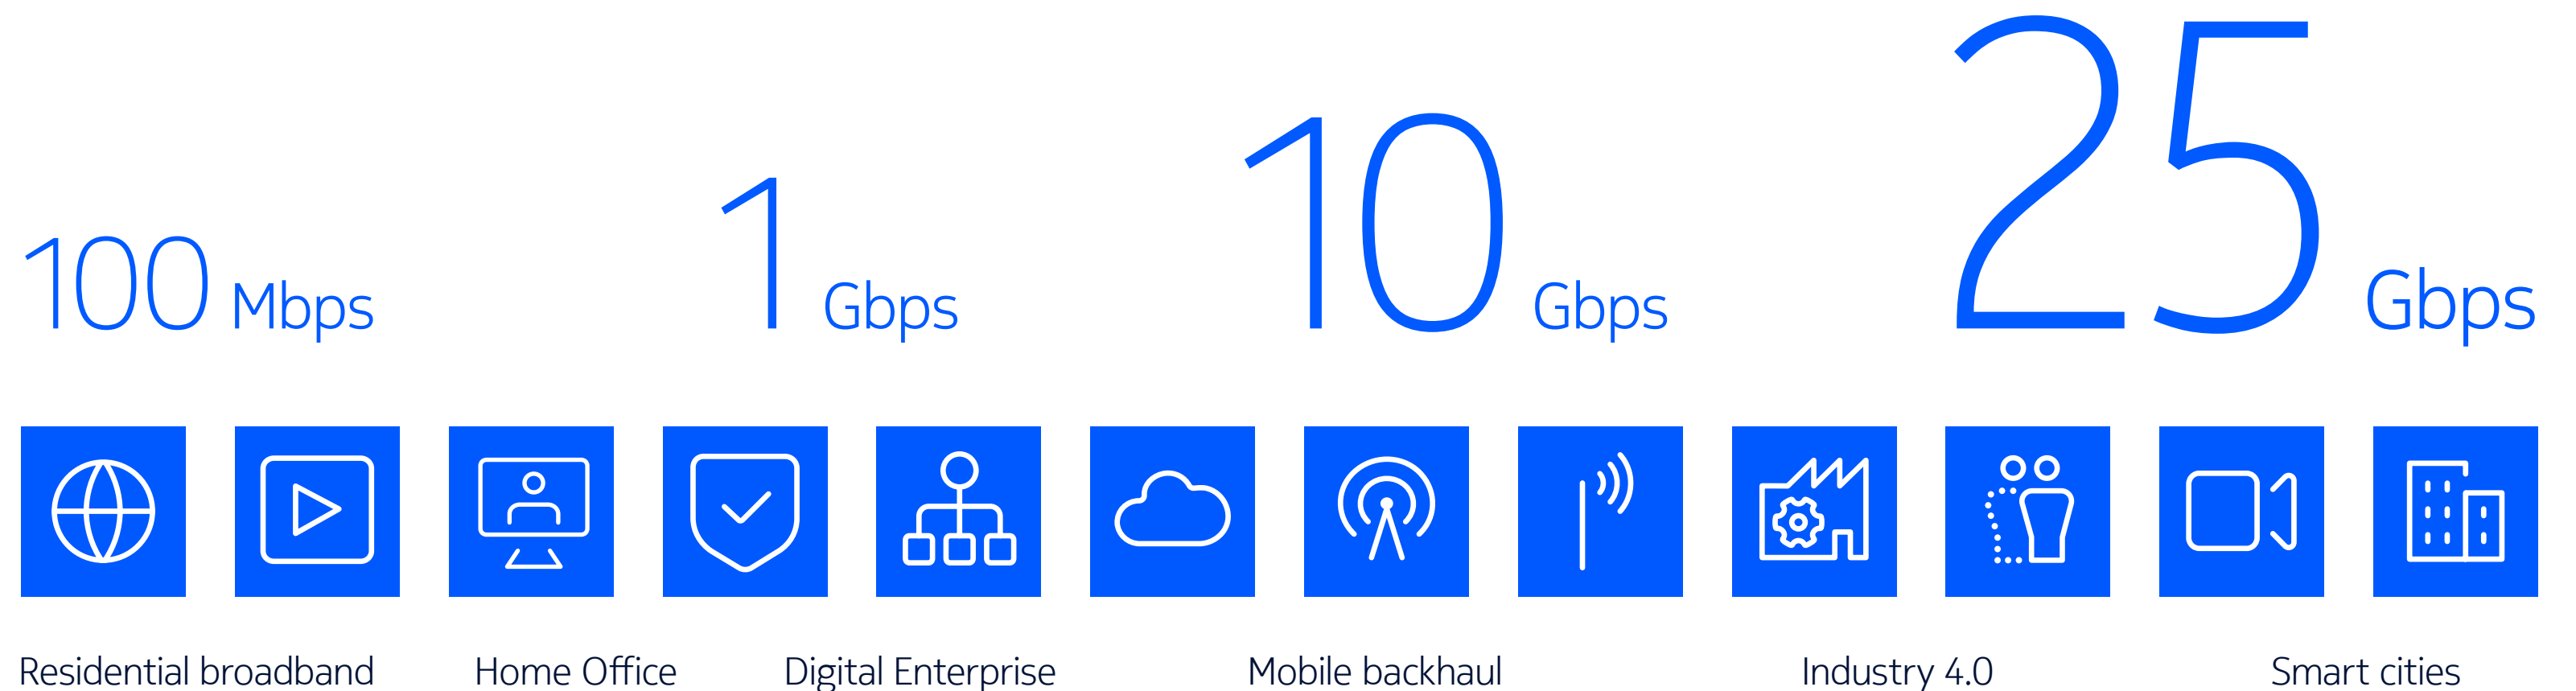 100 Mbps 1 Gbps 10 Gbps 25 Gbps
Residential broadband Home Office Digital Enterprise Mobile backhaul Industry 4.0 Smart cities